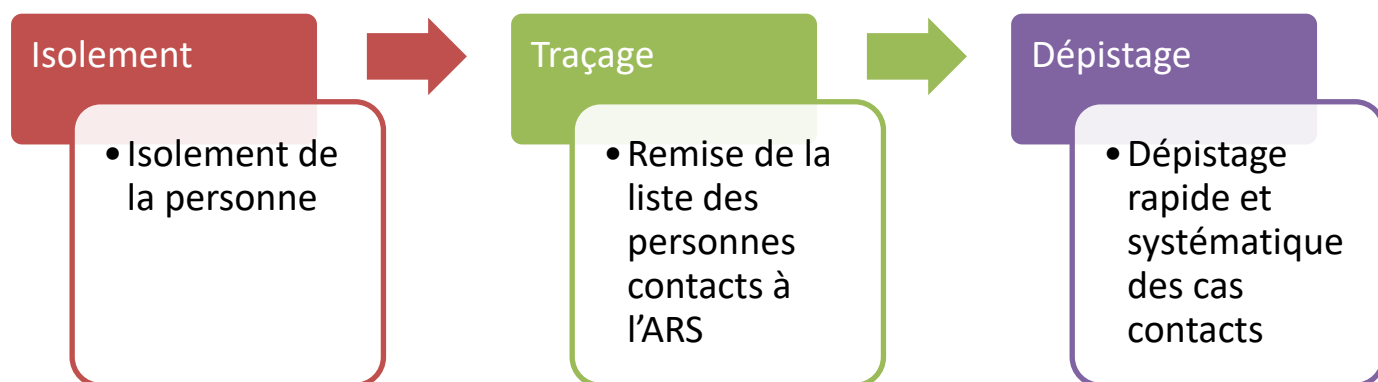 Isolement
• Isolement de
la personne
Traçage
• Remise de la
liste des
personnes
contacts à
l’ARS
Dépistage
• Dépistage
rapide et
systématique
des cas
contacts